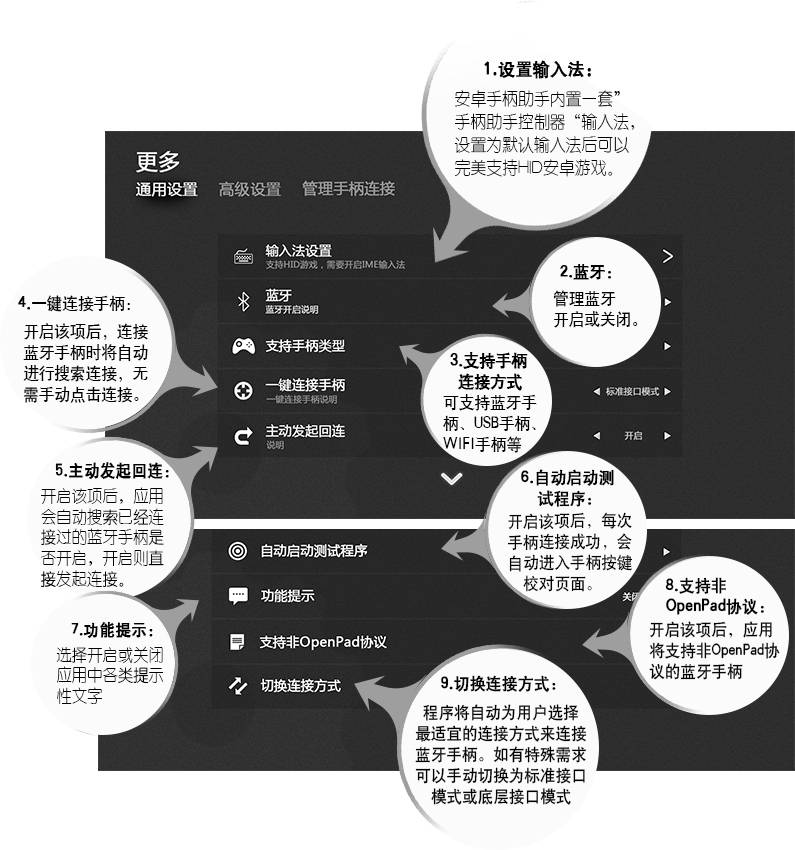 1.设置输入法：
安卓手柄助手内置一套”
手柄助手控制器“输入法，
设置为默认输入法后可以
完美支持HID安卓游戏。
更多
通用设置 高级设置 管理手柄连接
输入法设置
支持HID游戏，需要开启IME输入法
蓝牙
蓝牙开启说明
2.蓝牙：
管理蓝牙
开启或关闭。
支持手柄类型
3.支持手柄
连接方式
可支持蓝牙手
柄、USB手柄、
WIFI手柄等
4.一键连接手柄：
开启该项后，连接
蓝牙手柄时将自动
进行搜索连接，无
需手动点击连接。
一键连接手柄
一键连接手柄说明
标准接口模式
主动发起回连
说明
开启
5.主动发起回连：
开启该项后，应用
会自动搜索已经连
接过的蓝牙手柄是
否开启，开启则直
接发起连接。
6.自动启动测
试程序：
开启该项后，每次
手柄连接成功，会
自动进入手柄按键
校对页面。
自动启动测试程序
功能提示
关闭
7.功能提示：
选择开启或关闭
应用中各类提示
性文字
支持非OpenPad协议
8.支持非
OpenPad协议：
开启该项后，应用
将支持非OpenPad协
议的蓝牙手柄
切换连接方式
9.切换连接方式：
程序将自动为用户选择
最适宜的连接方式来连接
蓝牙手柄。如有特殊需求
可以手动切换为标准接口
模式或底层接口模式